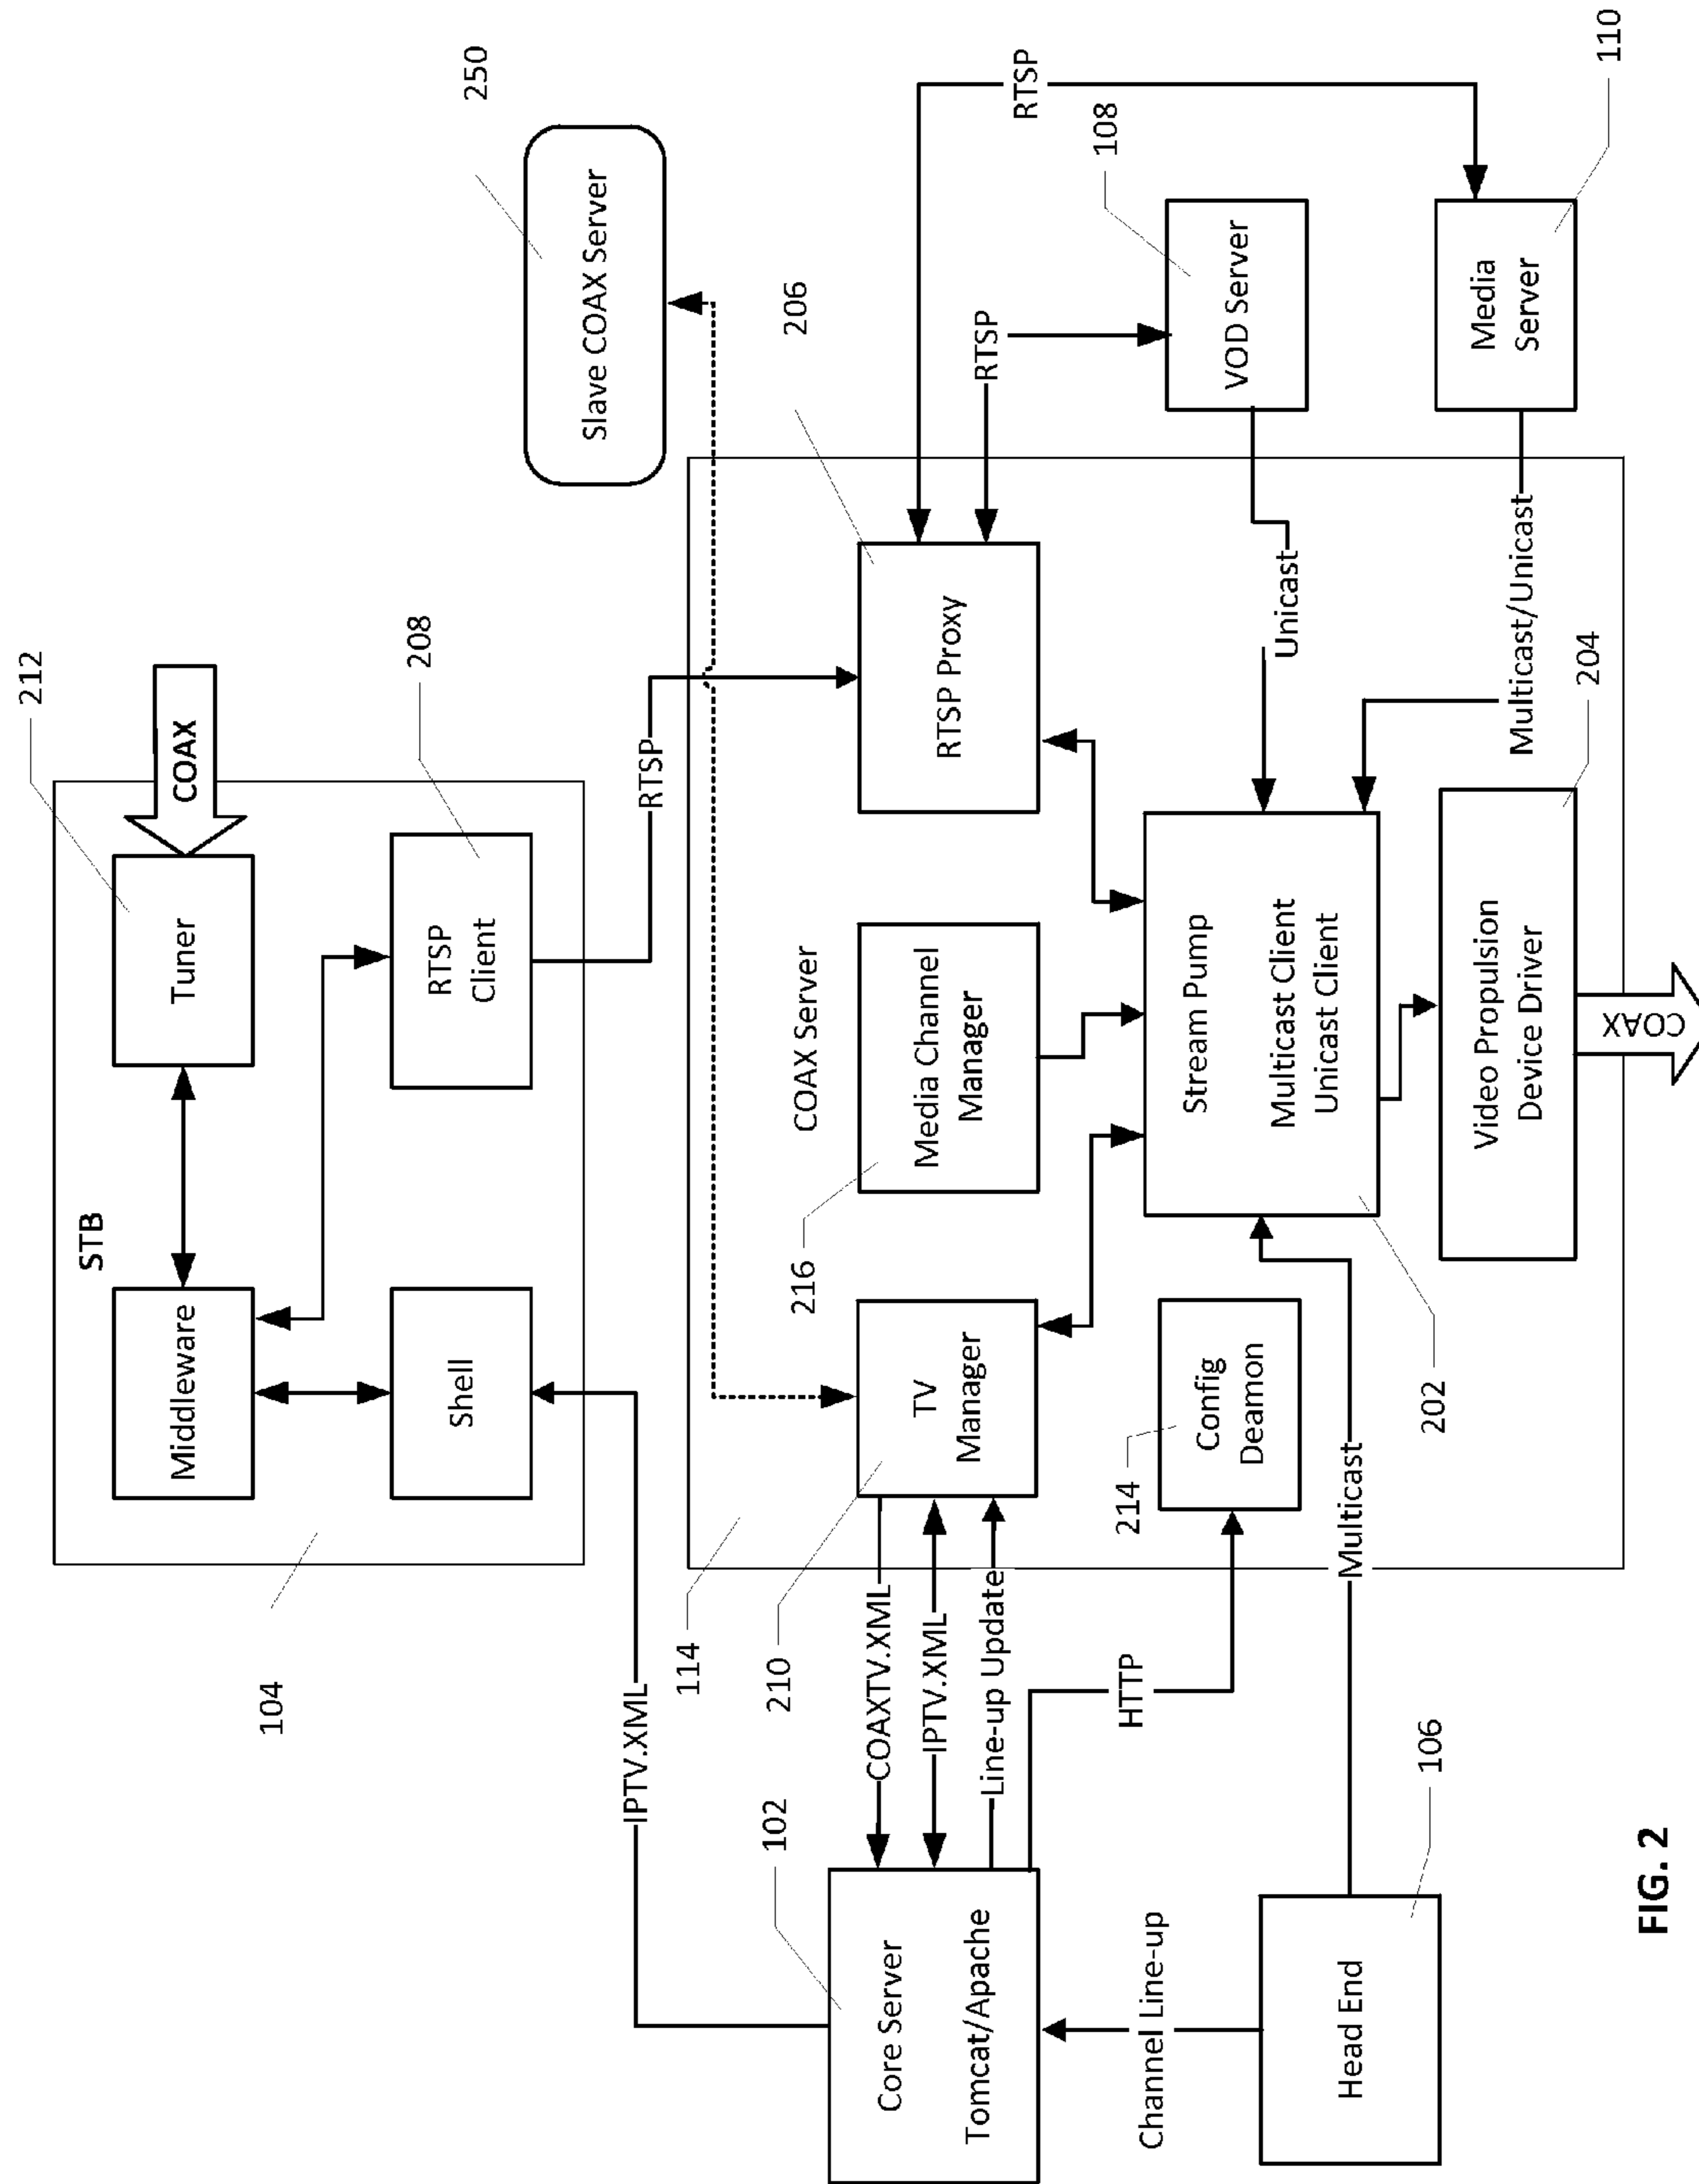 212
COAX
STB
Tuner
Middleware
208
RTSP
Client
Shell
104
250
Slave COAX Server
IPTV.XML
RTSP
206
RTSP
114
COAX Server
210
216
102
Core Server
Tomcat/Apache
COAXTV.XML
IPTV.XML
Line-up Update
TV
Manager
Media Channel
Manager
RTSP Proxy
RTSP
108
VOD Server
HTTP
214
Config
Deamon
Stream Pump
Multicast Client
Unicast Client
Unicast
Channel Line-up
Head End
106
Multicast
202
Multicast/Unicast
Media
Server
110
204
Video Propulsion
Device Driver
COAX
FIG. 2